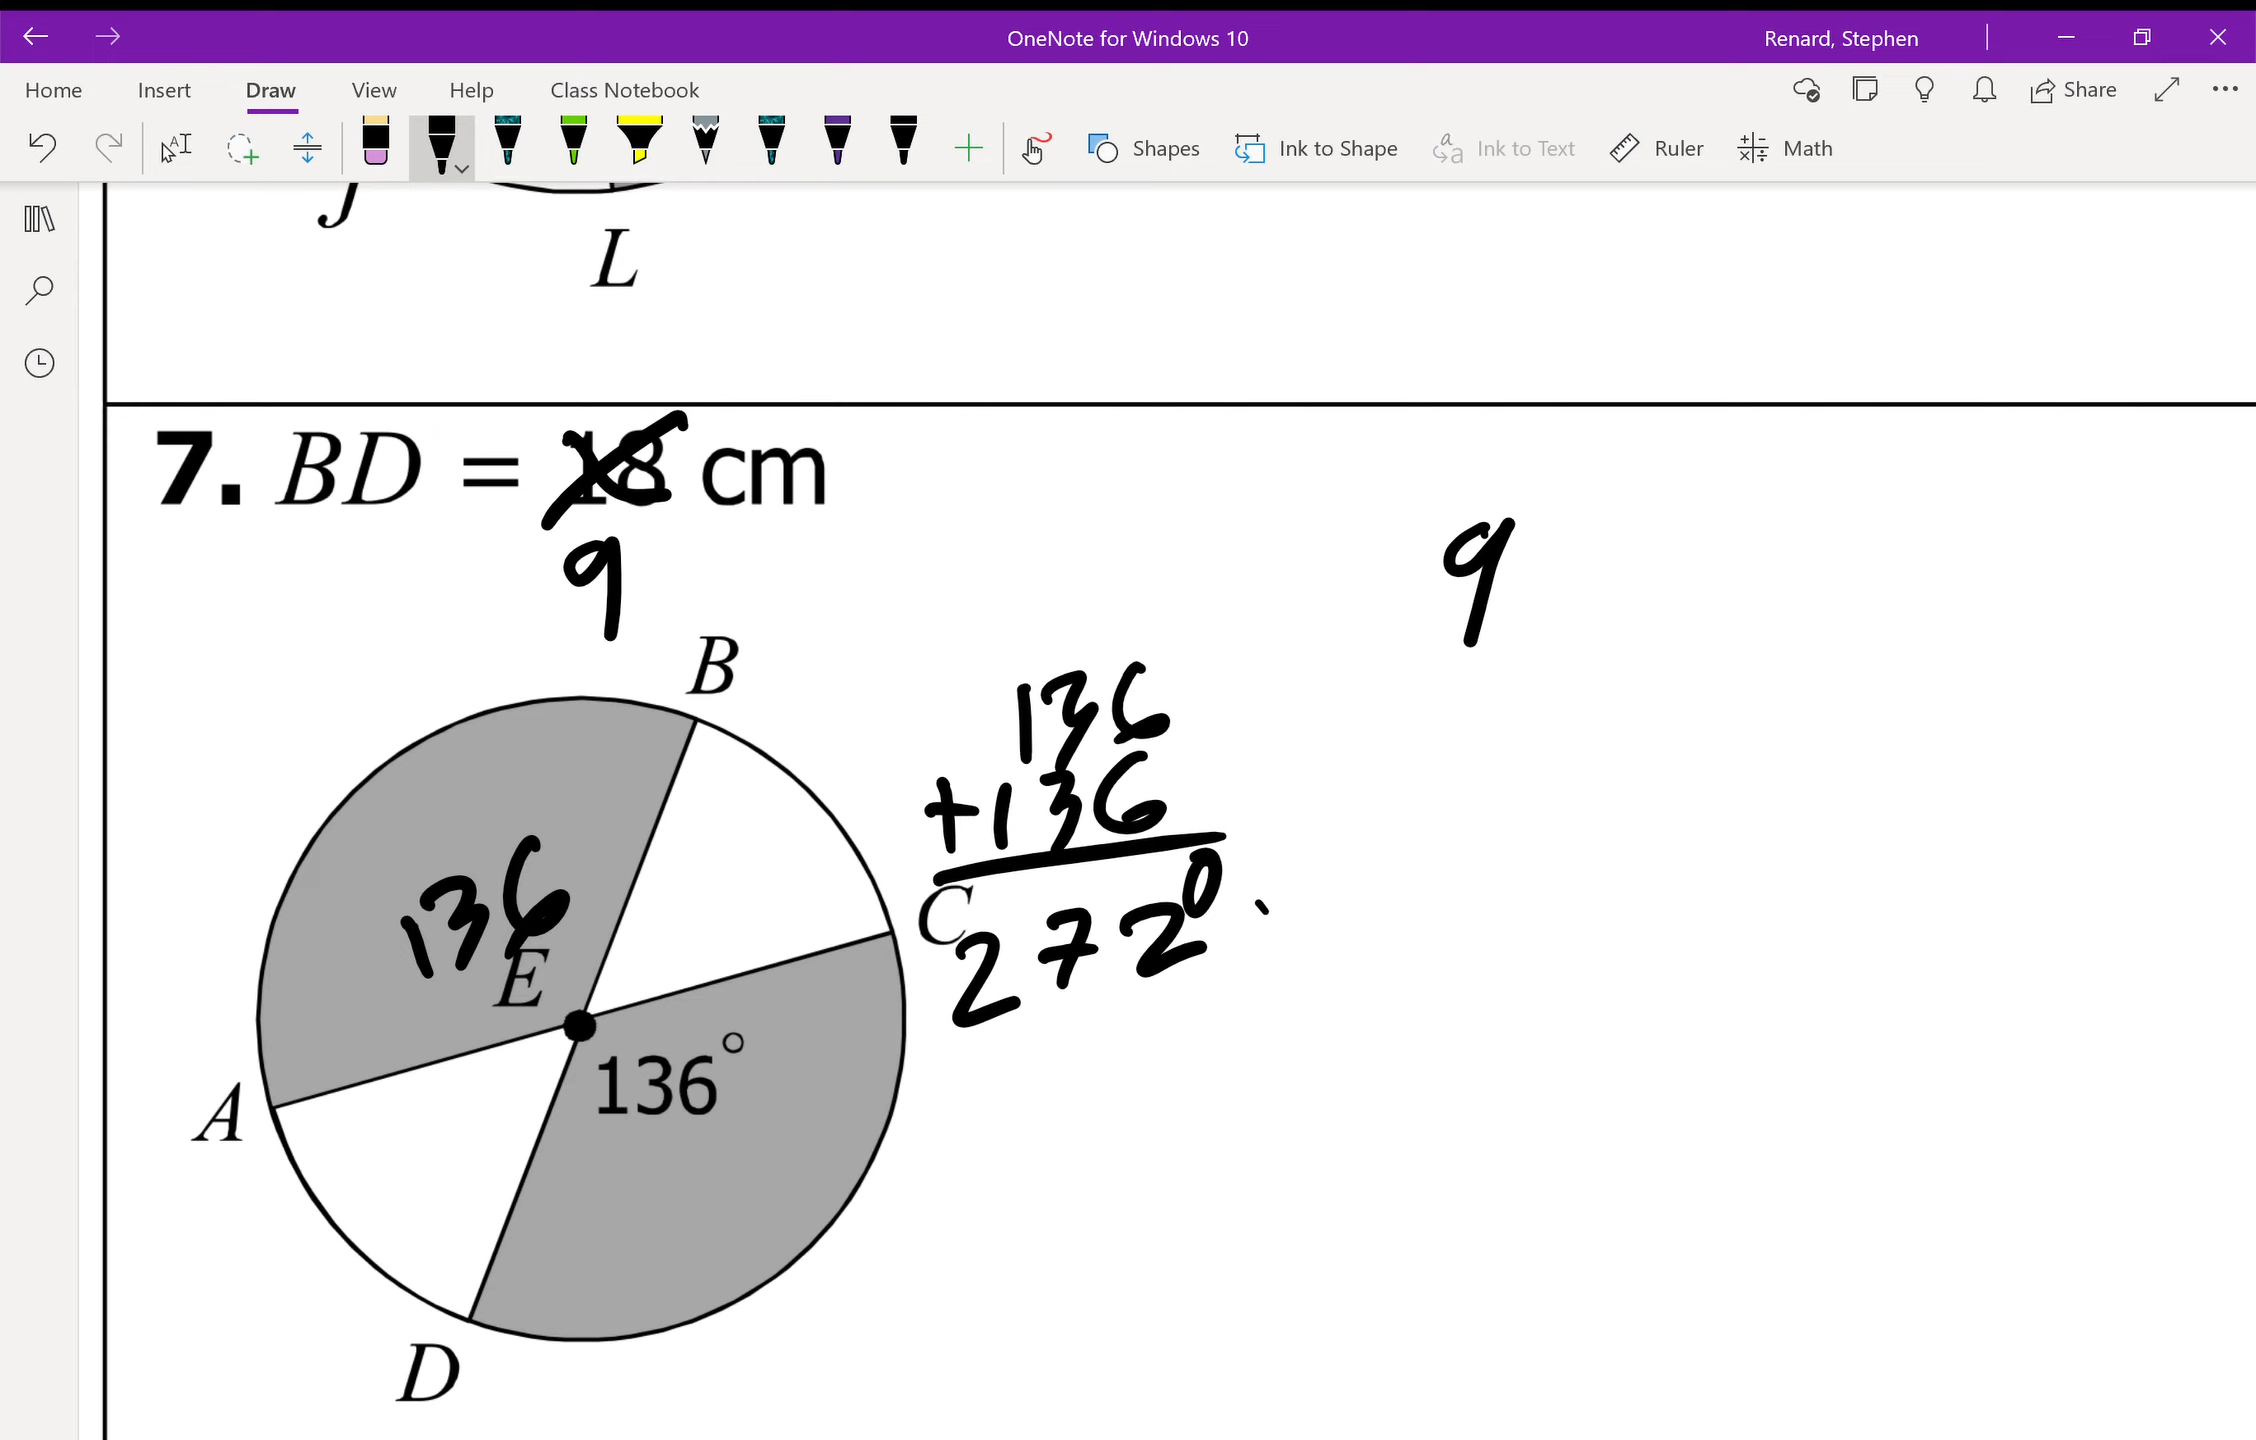 OneNote for Windows 10
Renard, Stephen
Home Insert Draw View Help Class Notebook
Share
Shapes Ink to Shape Ink to Text Ruler Math
J
L
7. BD = 18 cm
9
9
B
136
+136
272°
136
E
C
136°
A
D